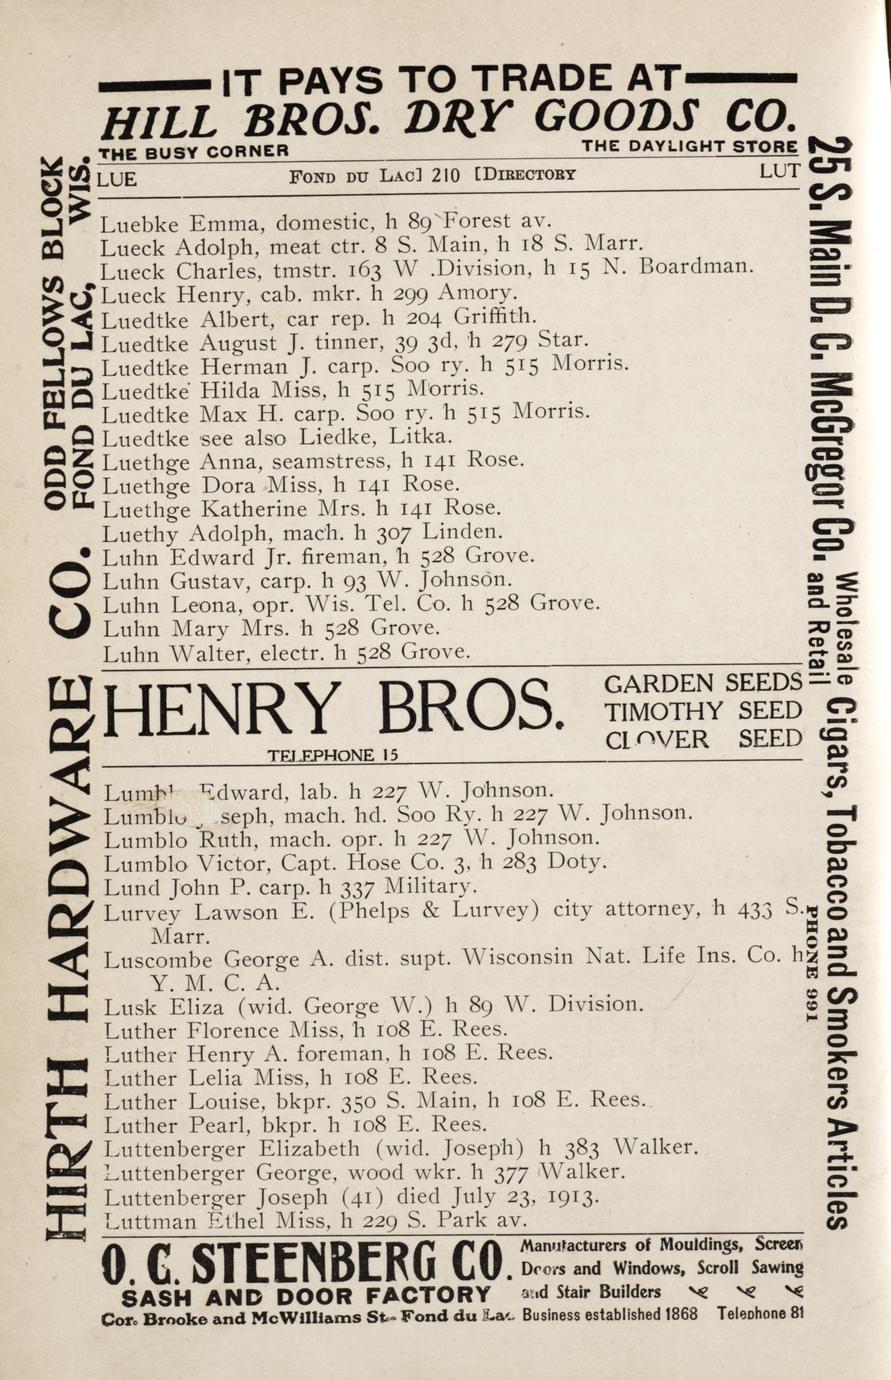 IT PAYS TO TRADE AT
HILL BROS. DRY GOODS CO.
THE BUSY CORNER THE DAYLIGHT STORE
LUE FOND DU LAC] 210 [DIRECTORY LUT
Luebke Emma, domestic, h 89 Forest av.
Lueck Adolph, meat ctr. 8 S. Main, h 18 S. Marr.
Lueck Charles, tmstr. 163 W .Division, h 15 N. Boardman.
Lueck Henry, cab. mkr. h 299 Amory.
Luedtke Albert, car rep. h 204 Griffith.
Luedtke August J. tinner, 39 3d, h 279 Star.
Luedtke Herman J. carp. Soo ry. h 515 Morris.
Luedtke Hilda Miss, h 515 Morris.
Luedtke Max H. carp. Soo ry. h 515 Morris.
Luedtke see also Liedke, Litka.
Luethge Anna, seamstress, h 141 Rose.
Luethge Dora Miss, h 141 Rose.
Luethge Katherine Mrs. h 141 Rose.
Luethy Adolph, mach. h 307 Linden.
Luhn Edward Jr. fireman, h 528 Grove.
Luhn Gustav, carp. h 93 W. Johnson.
Luhn Leona, opr. Wis. Tel. Co. h 528 Grove.
Luhn Mary Mrs. h 528 Grove.
Luhn Walter, electr. h 528 Grove.
HENRY BROS.
TELEPHONE 15
GARDEN SEEDS
TIMOTHY SEED
CLOVER SEED
Edward, lab. h 227 W. Johnson.
Lumblo mach. hd. Soo Ry. h 227 W. Johnson.
Lumblo Ruth, mach. opr. h 227 W. Johnson.
Lumblo Victor, Capt. Hose Co. 3, h 283 Doty.
Lund John P. carp. h 337 Military.
Lurvey Lawson E. (Phelps & Lurvey) city attorney, h 433 S.
Marr.
Luscombe George A. dist. supt. Wisconsin Nat. Life Ins. Co. h
Y. M. C. A.
Lusk Eliza (wid. George W.) h 89 W. Division.
Luther Florence Miss, h 108 E. Rees.
Luther Henry A. foreman, h 108 E. Rees.
Luther Lelia Miss, h 108 E. Rees.
Luther Louise, bkpr. 350 S. Main, h 108 E. Rees.
Luther Pearl, bkpr. h 108 E. Rees.
Luttenberger Elizabeth (wid. Joseph) h 383 Walker.
Luttenberger George, wood wkr. h 377 Walker.
Luttenberger Joseph (41) died July 23, 1913.
Luttman Ethel Miss, h 229 S. Park av.
O. C. STEENBERG CO.
SASH AND DOOR FACTORY
Cor. Brooke and McWilliams St. Fond du Lac
Manufacturers of Mouldings, Screen
Doors and Windows, Scroll Sawing
and Stair Builders
Business established 1868 Telephone 81
HIRTH HARDWARE CO.
ODD FELLOWS BLOCK
FOND DU LAC, WIS.
25 S. Main D. C. McGregor Co.
Wholesale
and Retail
Cigars, Tobacco and Smokers Articles
PHONE 991